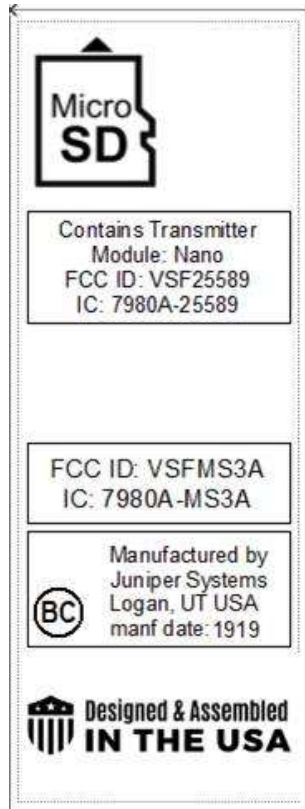 Micro
SD
Contains Transmitter
Module: Nano
FCC ID: VSF25589
IC: 7980A-25589
FCC ID: VSFMS3A
IC: 7980A-MS3A
BC
Manufactured by
Juniper Systems
Logan, UT USA
manf date: 1919
Designed & Assembled
IN THE USA